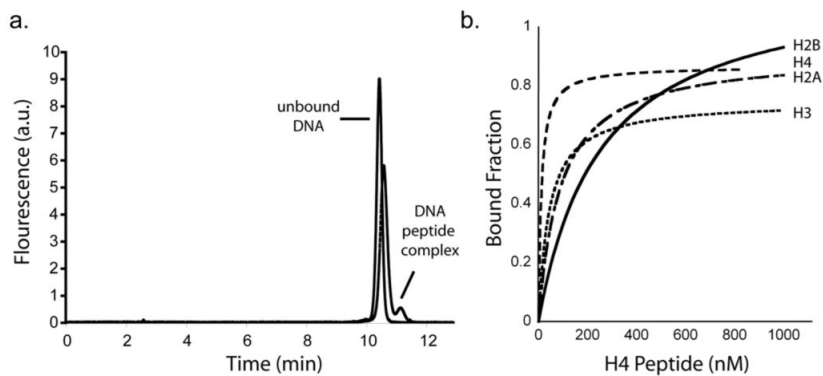 a.
Flourescence (a.u.)
10
9
8
7
6
5
4
3
2
1
0
unbound
DNA
DNA
peptide
complex
0 2 4 6 8 10 12
Time (min)
b.
Bound Fraction
1
0.8
0.6
0.4
0.2
0
H2B
H4
H2A
H3
0 200 400 600 800 1000
H4 Peptide (nM)